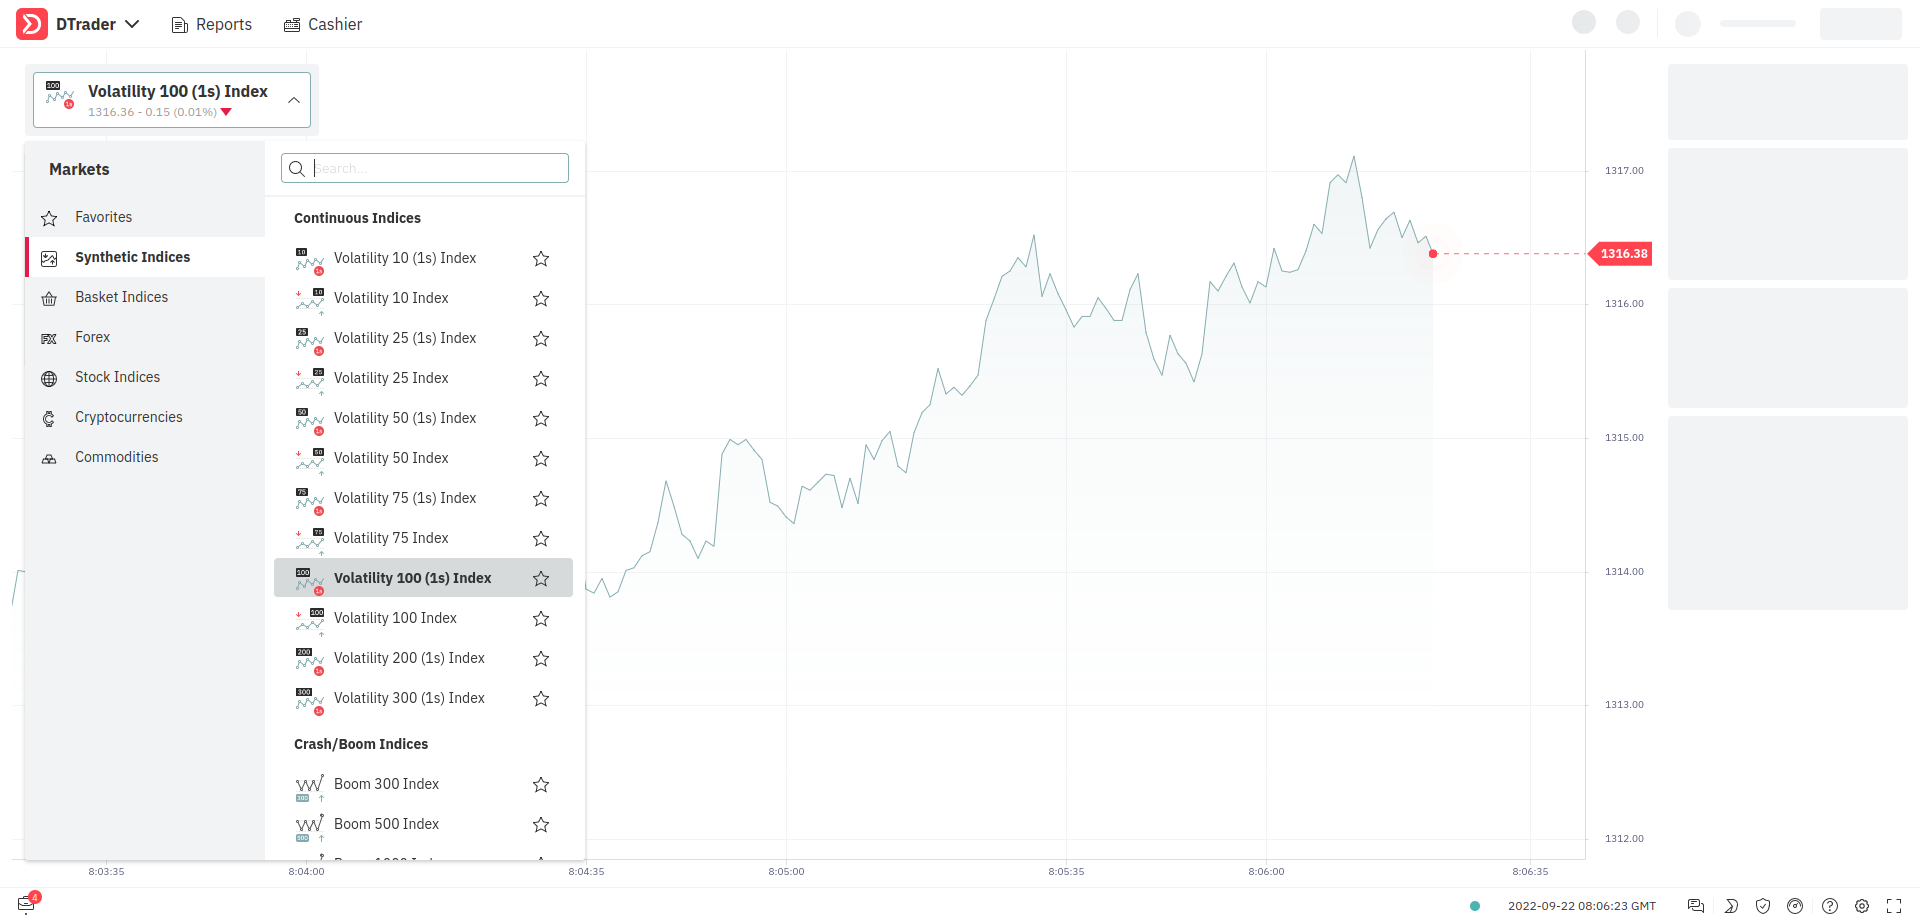 DTrader
Reports
Cashier
Volatility 100 (1s) Index
1316.36 - 0.15 (0.01%)
Markets
Favorites
Synthetic Indices
Basket Indices
Forex
Stock Indices
Cryptocurrencies
Commodities
Search...
Continuous Indices
Volatility 10 (1s) Index
Volatility 10 Index
Volatility 25 (1s) Index
Volatility 25 Index
Volatility 50 (1s) Index
Volatility 50 Index
Volatility 75 (1s) Index
Volatility 75 Index
Volatility 100 (1s) Index
Volatility 100 Index
Volatility 200 (1s) Index
Volatility 300 (1s) Index
Crash/Boom Indices
Boom 300 Index
Boom 500 Index
1317.00
1316.38
1316.00
1315.00
1314.00
1313.00
1312.00
8:03:35
8:04:00
8:04:35
8:05:00
8:05:35
8:06:00
8:06:35
4
2022-09-22 08:06:23 GMT